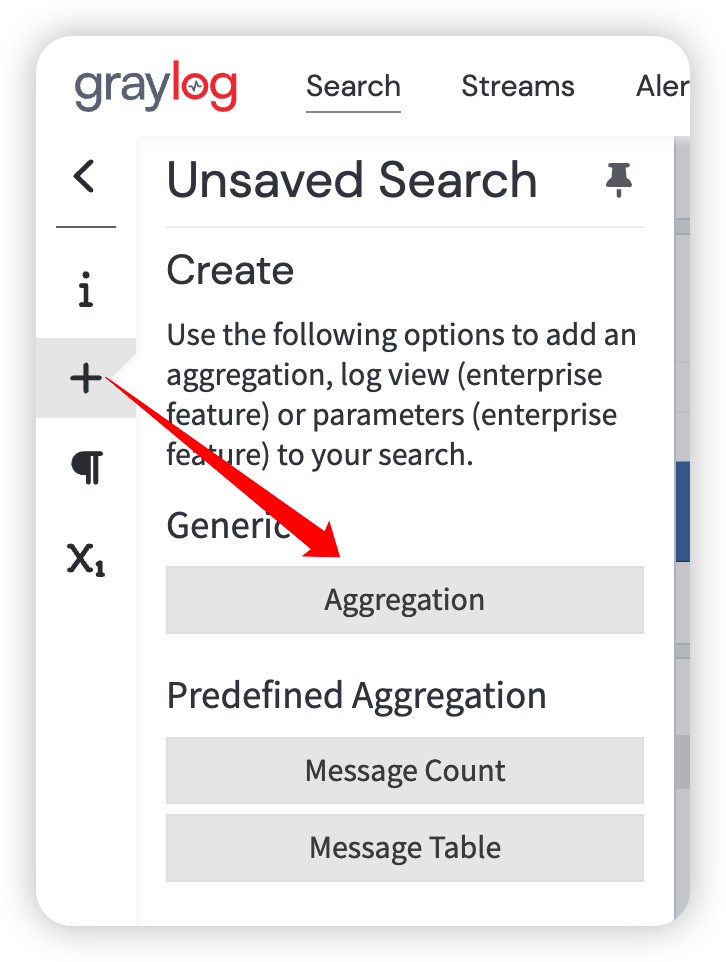 graylog Search Streams Aler
Unsaved Search
Create
Use the following options to add an
aggregation, log view (enterprise
feature) or parameters (enterprise
feature) to your search.
Generic
Aggregation
Predefined Aggregation
Message Count
Message Table